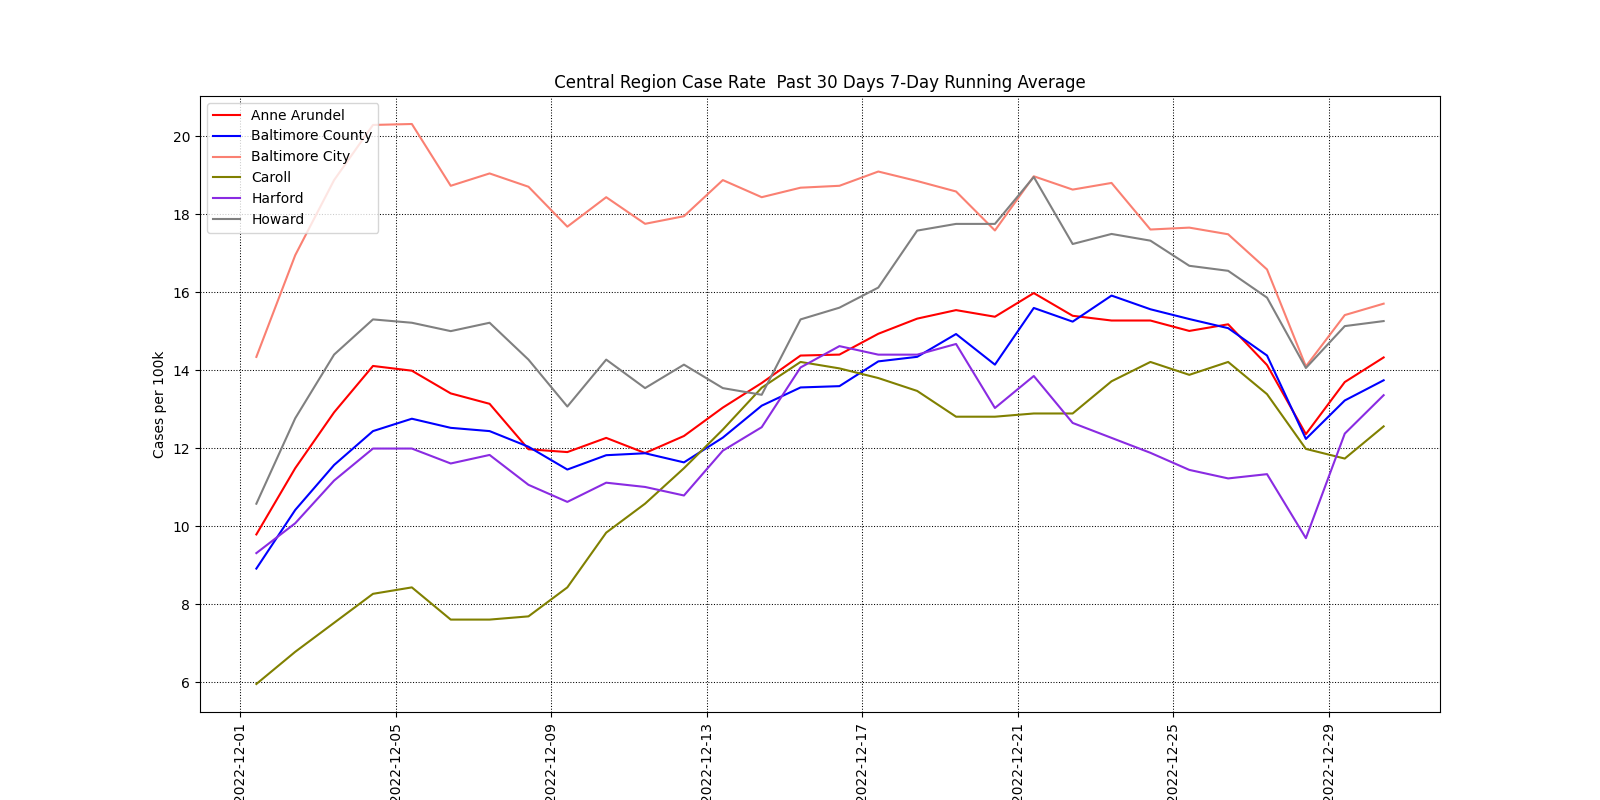 Central Region Case Rate  Past 30 Days 7-Day Running Average
Anne Arundel
Baltimore County
Baltimore City
Caroll
Harford
Howard
Cases per 100k
20
18
16
14
12
10
8
6
2022-12-01
2022-12-05
2022-12-09
2022-12-13
2022-12-17
2022-12-21
2022-12-25
2022-12-29